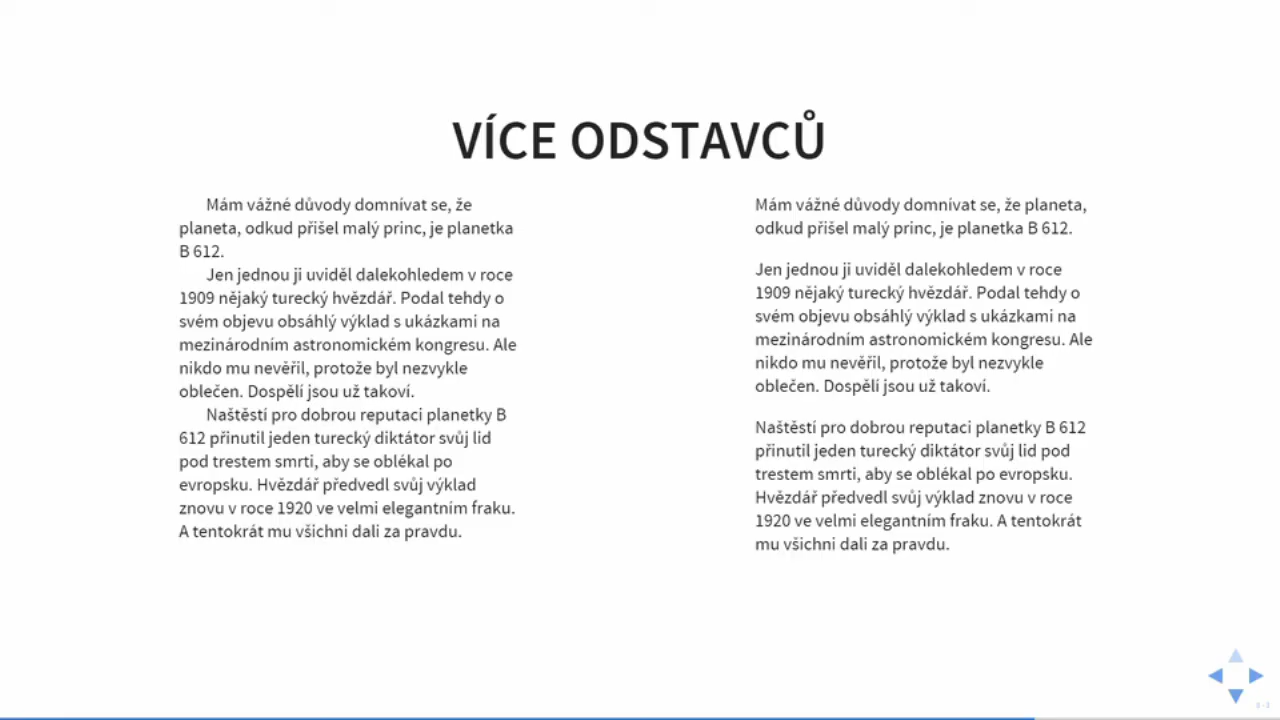 VÍCE ODSTAVCŮ
Mám vážné důvody domnívat se, že
planeta, odkud přišel malý princ, je planetka
B 612.
Jen jednou ji uviděl dalekohledem v roce
1909 nějaký turecký hvězdář. Podal tehdy o
svém objevu obsáhlý výklad s ukázkami na
mezinárodním astronomickém kongresu. Ale
nikdo mu nevěřil, protože byl nezvykle
oblečen. Dospělí jsou už takoví.
Naštěstí pro dobrou reputaci planetky B
612 přinutil jeden turecký diktátor svůj lid
pod trestem smrti, aby se oblékal po
evropsku. Hvězdář předvedl svůj výklad
znovu v roce 1920 ve velmi elegantním fraku.
A tentokrát mu všichni dali za pravdu.
Mám vážné důvody domnívat se, že planeta,
odkud přišel malý princ, je planetka B 612.
Jen jednou ji uviděl dalekohledem v roce
1909 nějaký turecký hvězdář. Podal tehdy o
svém objevu obsáhlý výklad s ukázkami na
mezinárodním astronomickém kongresu. Ale
nikdo mu nevěřil, protože byl nezvykle
oblečen. Dospělí jsou už takoví.
Naštěstí pro dobrou reputaci planetky B 612
přinutil jeden turecký diktátor svůj lid pod
trestem smrti, aby se oblékal po evropsku.
Hvězdář předvedl svůj výklad znovu v roce
1920 ve velmi elegantním fraku. A tentokrát
mu všichni dali za pravdu.